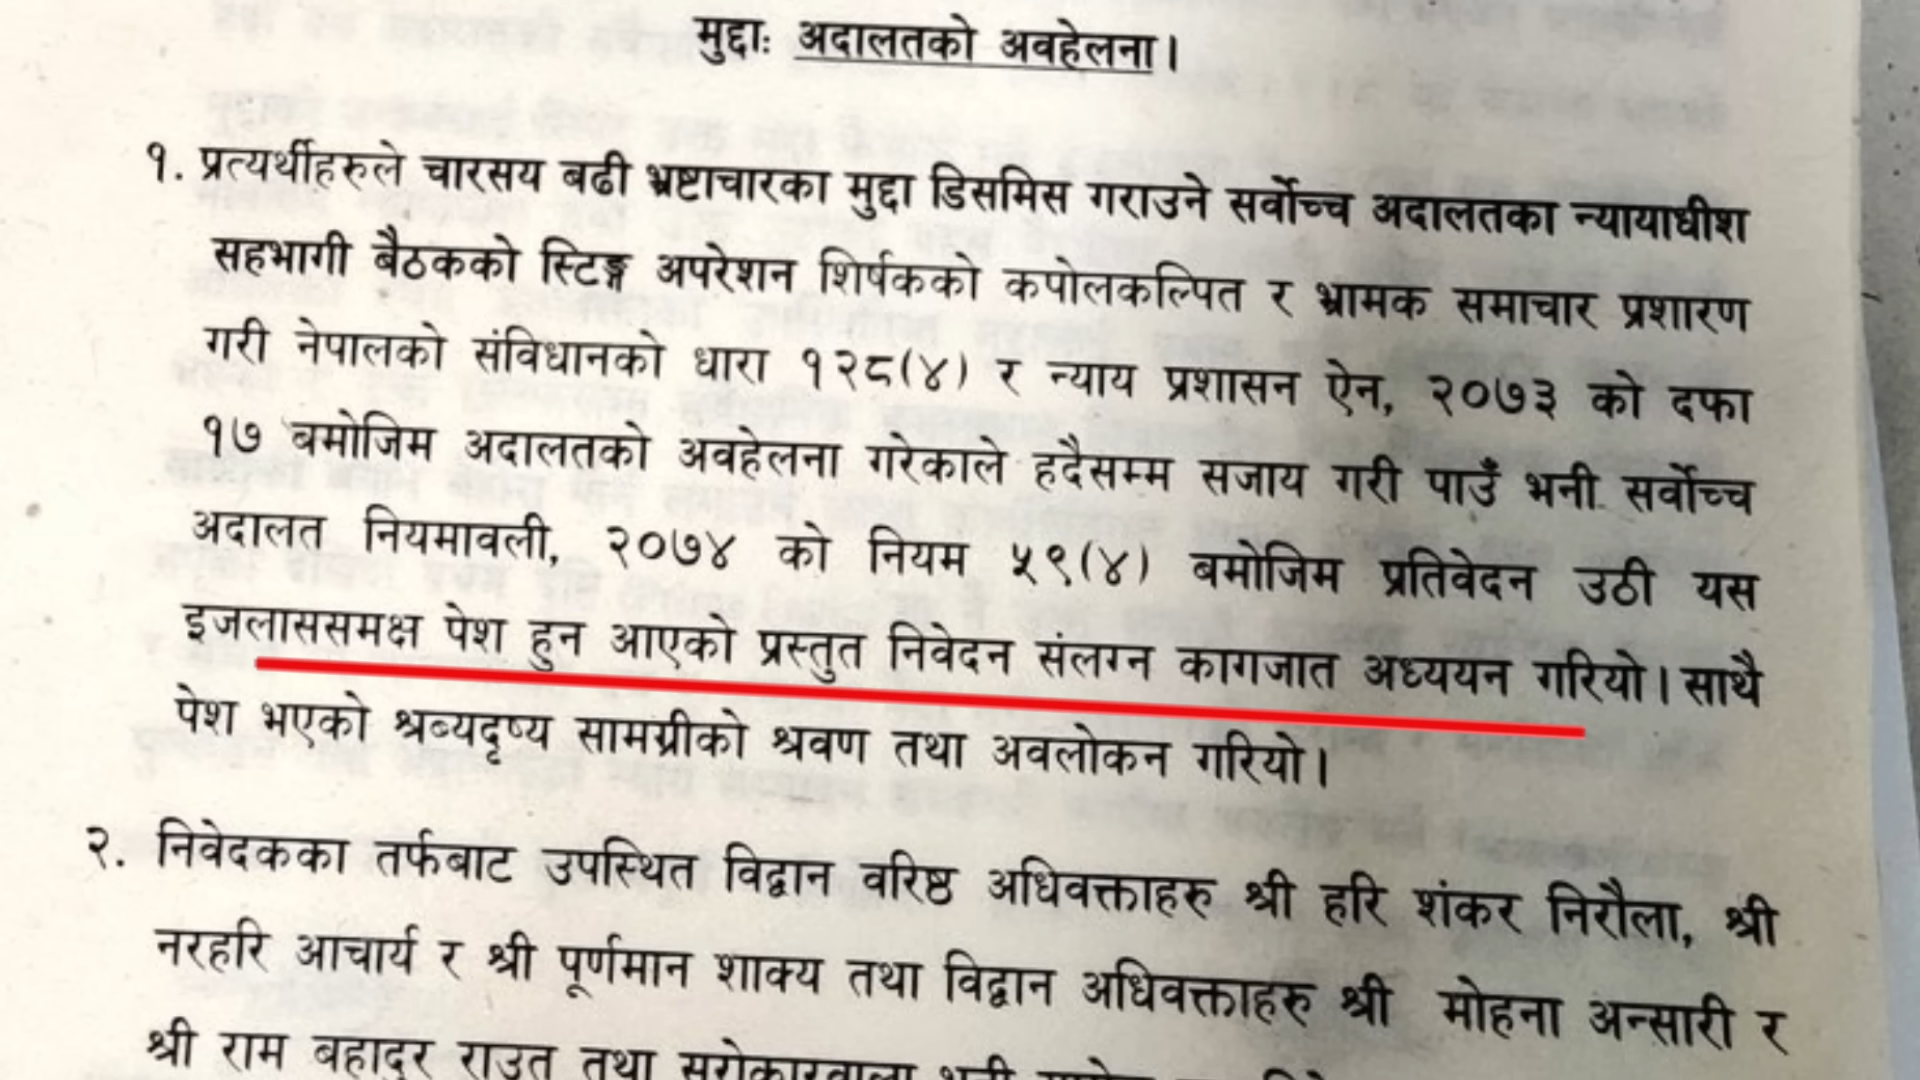 मुद्दाः अदालतको अवहेलना।
१. प्रत्यर्थीहरुले चारसय बढी भ्रष्टाचारका मुद्दा डिसमिस गराउने सर्वोच्च अदालतका न्यायाधीश
सहभागी बैठकको स्टिङ्ग अपरेशन शिर्षकको कपोलकल्पित र भ्रामक समाचार प्रशारण
गरी नेपालको संविधानको धारा १२८(४) र न्याय प्रशासन ऐन, २०७३ को दफा
१७ बमोजिम अदालतको अवहेलना गरेकाले हदैसम्म सजाय गरी पाउँ भनी सर्वोच्च
अदालत नियमावली, २०७४ को नियम ५९(४) बमोजिम प्रतिवेदन उठी यस
इजलाससमक्ष पेश हुन आएको प्रस्तुत निवेदन संलग्न कागजात अध्ययन गरियो। साथै
पेश भएको श्रब्यदृष्य सामग्रीको श्रवण तथा अवलोकन गरियो।
२. निवेदकका तर्फबाट उपस्थित विद्वान वरिष्ठ अधिवक्ताहरु श्री हरि शंकर निरौला, श्री
नरहरि आचार्य र श्री पूर्णमान शाक्य तथा विद्वान अधिवक्ताहरु श्री मोहना अन्सारी र
श्री राम बहादुर राउत तथा सरोकारवाला